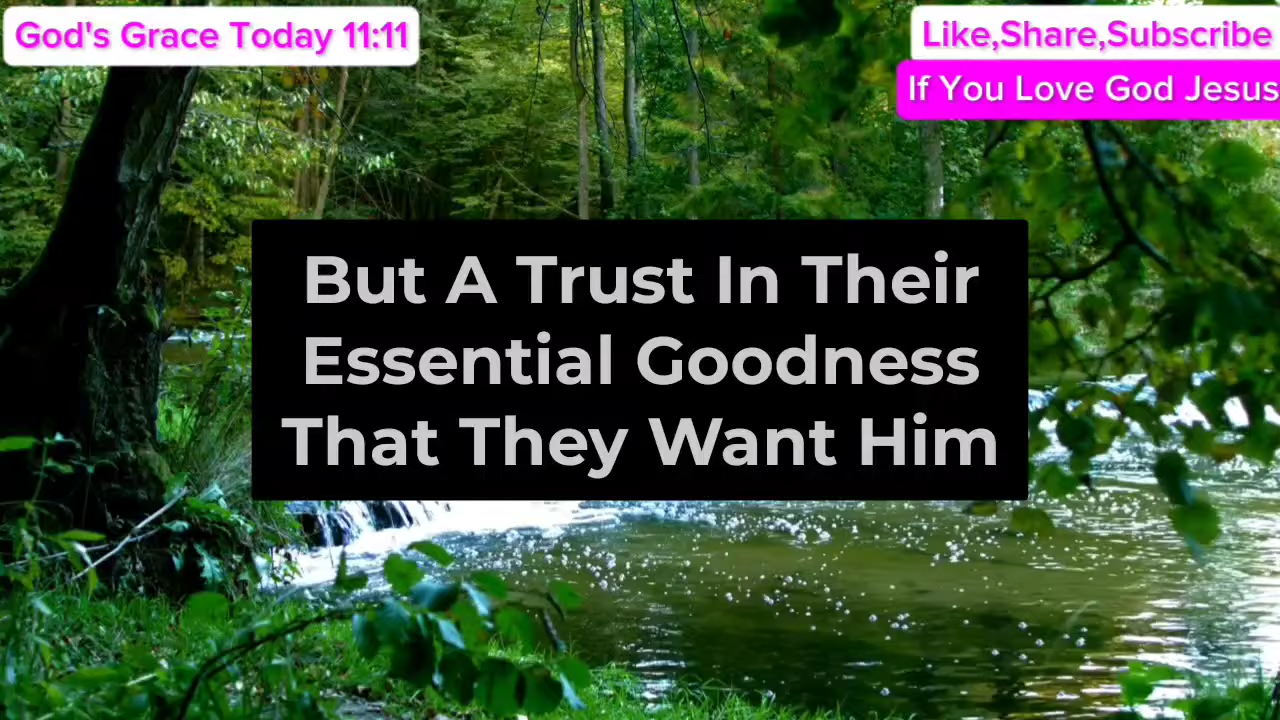 God's Grace Today 11:11
Like,Share,Subscribe
If You Love God Jesus
But A Trust In Their
Essential Goodness
That They Want Him